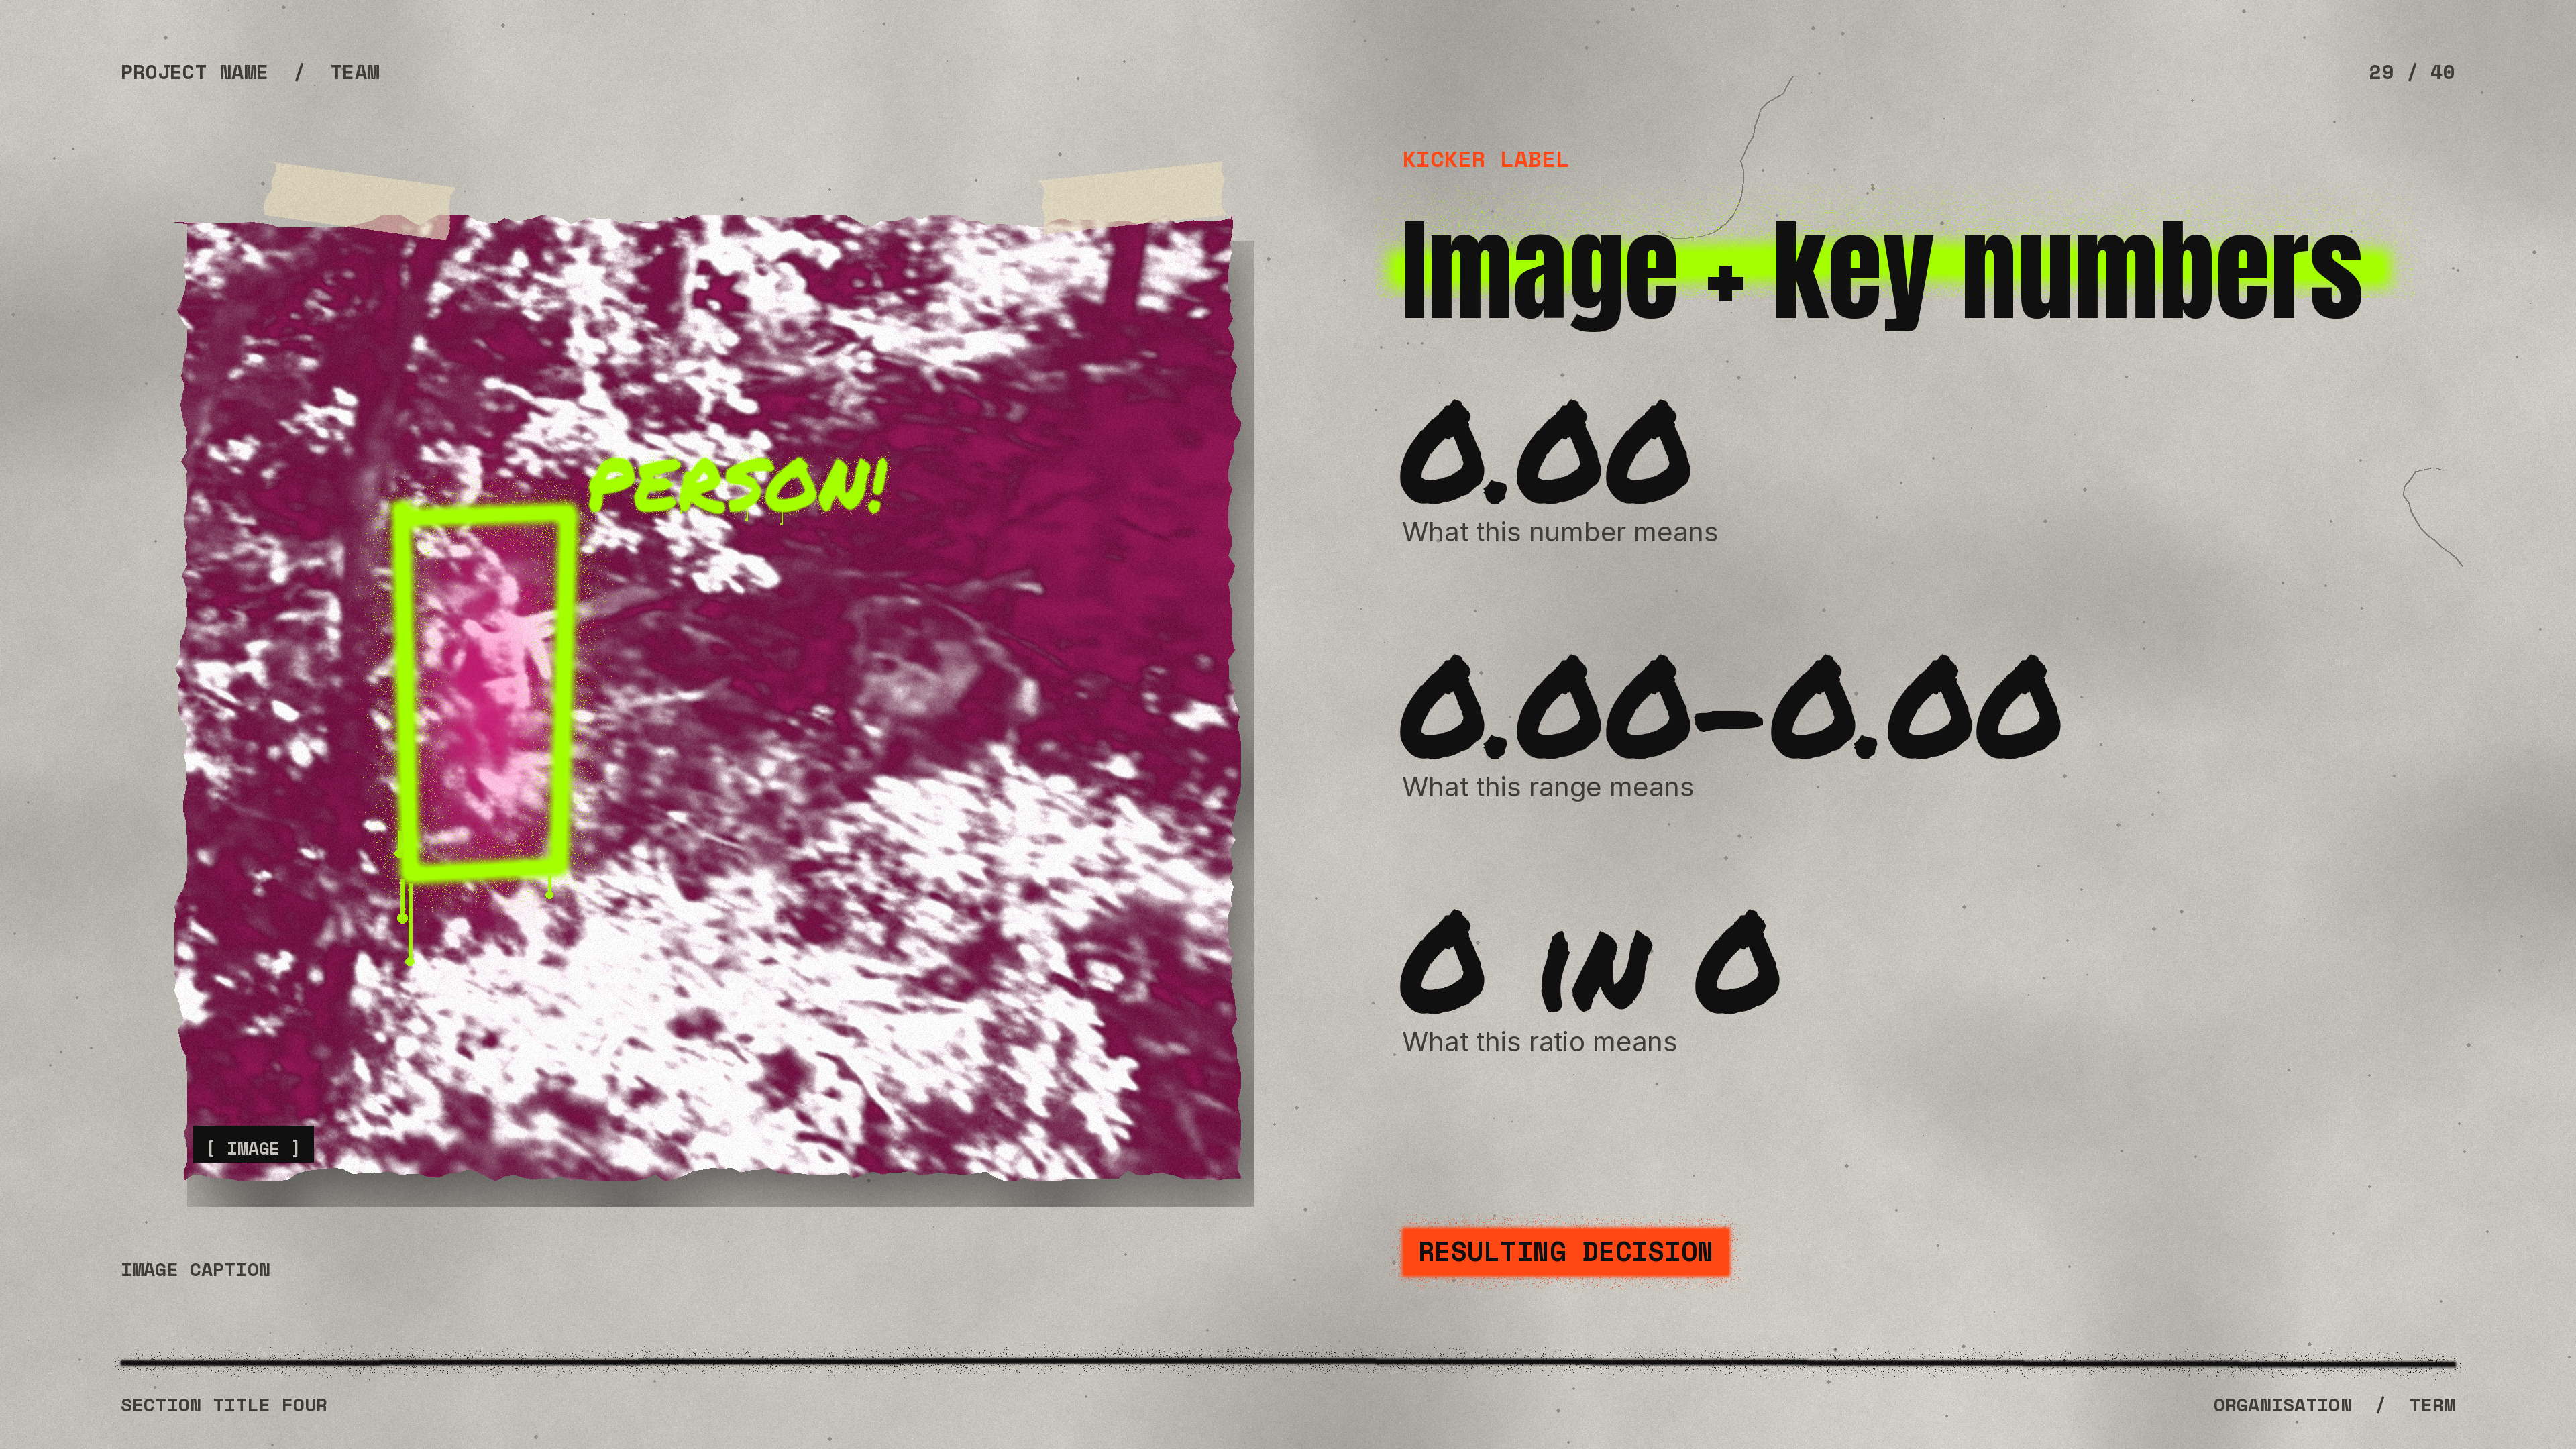 PROJECT NAME / TEAM
29 / 40
PERSON!
[ IMAGE ]
IMAGE CAPTION
KICKER LABEL
Image + key numbers
0.00
What this number means
0.00–0.00
What this range means
0 IN 0
What this ratio means
RESULTING DECISION
SECTION TITLE FOUR
ORGANISATION / TERM